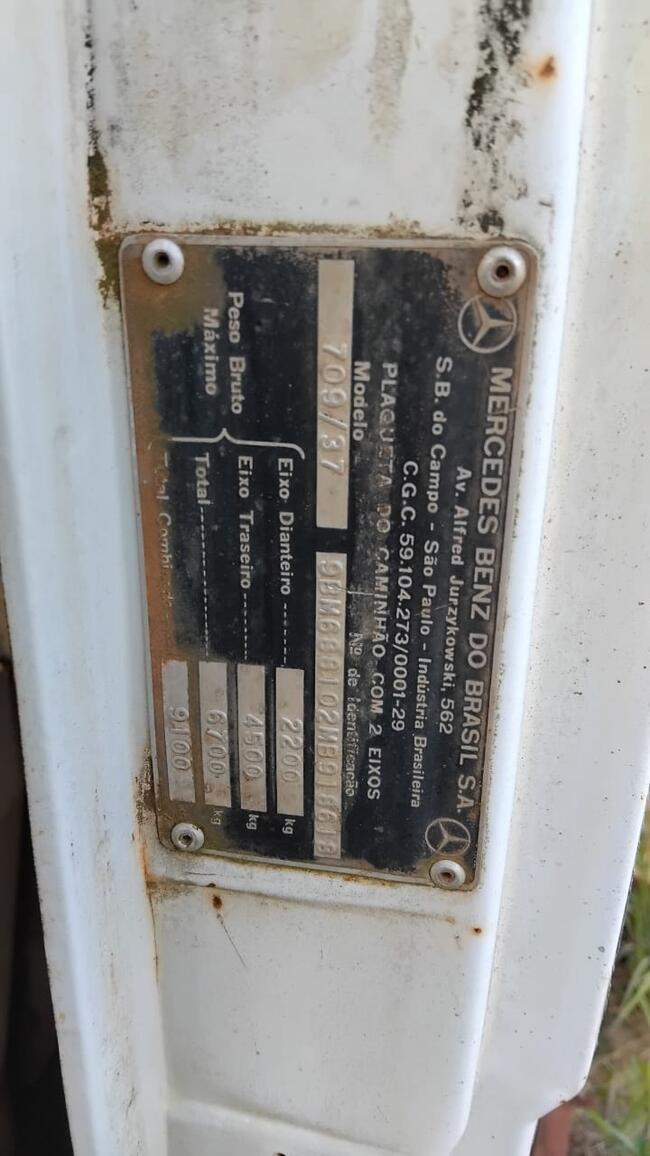 MERCEDES BENZ DO BRASIL S.A.
Av. Alfred Jurzykowski, 562
S.B. do Campo - São Paulo - Indústria Brasileira
C.G.C. 59.104.273/0001-29
PLAQUETA DO CAMINHÃO COM 2 EIXOS
Modelo Nº de identificação
709/37
Peso Bruto Máximo
Eixo Dianteiro 2200 kg
Eixo Traseiro 4500 kg
Total 6700 kg
9100 kg